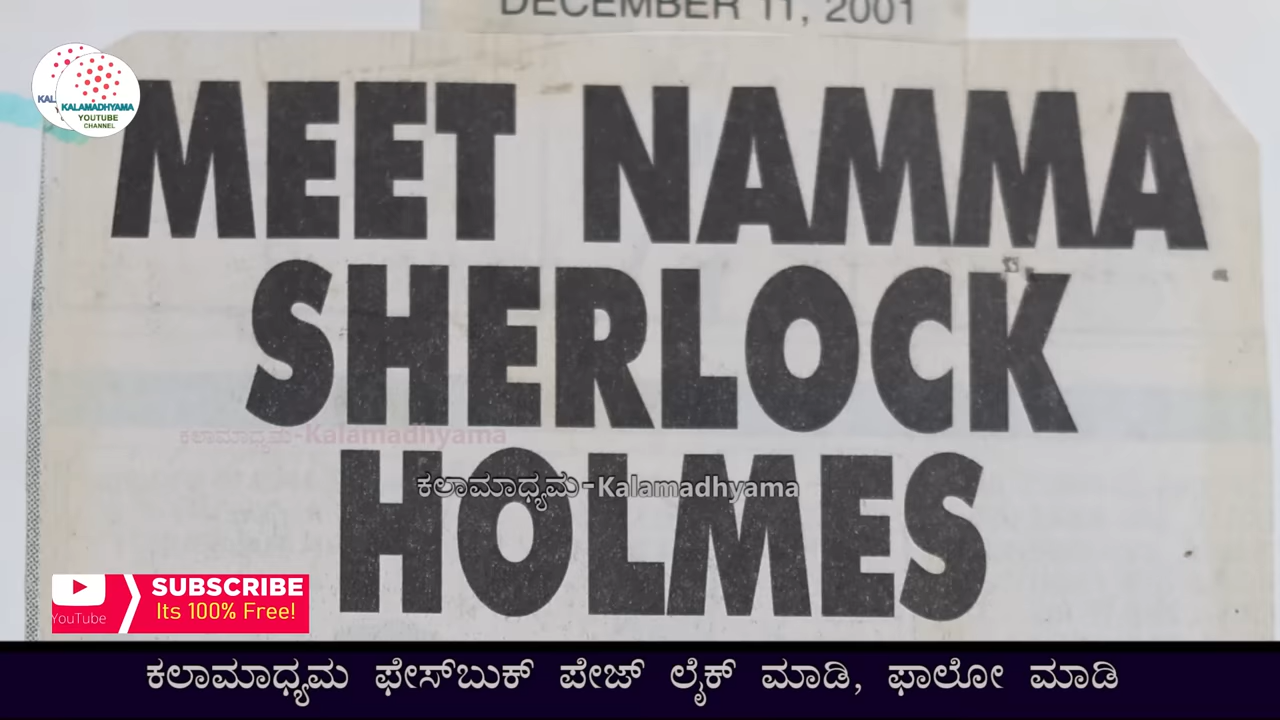 DECEMBER 11, 2001
KALAMADHYAMA
YOUTUBE
CHANNEL
MEET NAMMA
SHERLOCK
ಕಲಾಮಾಧ್ಯಮ-Kalamadhyama
HOLMES
ಕಲಾಮಾಧ್ಯಮ-Kalamadhyama
YouTube
SUBSCRIBE
Its 100% Free!
ಕಲಾಮಾಧ್ಯಮ ಫೇಸ್‌ಬುಕ್ ಪೇಜ್ ಲೈಕ್ ಮಾಡಿ, ಫಾಲೋ ಮಾಡಿ